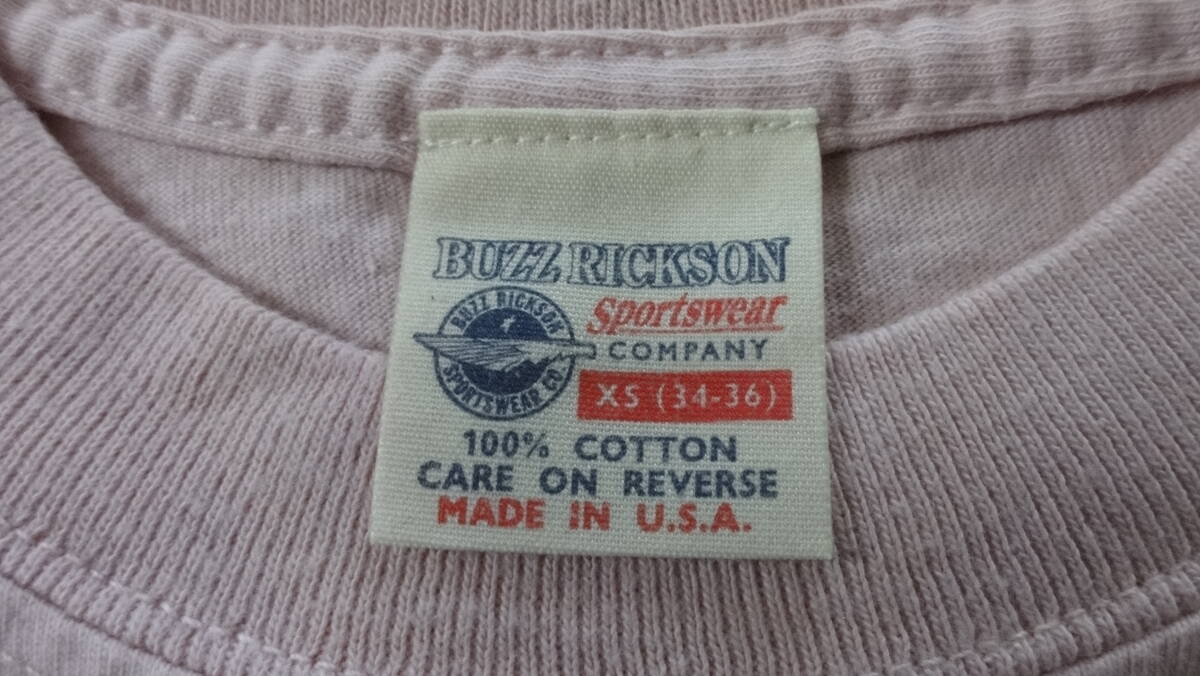 BUZZ RICKSON
Sportswear
COMPANY
BUZZ RICKSON
SPORTSWEAR CO.
XS (34-36)
100% COTTON
CARE ON REVERSE
MADE IN U.S.A.